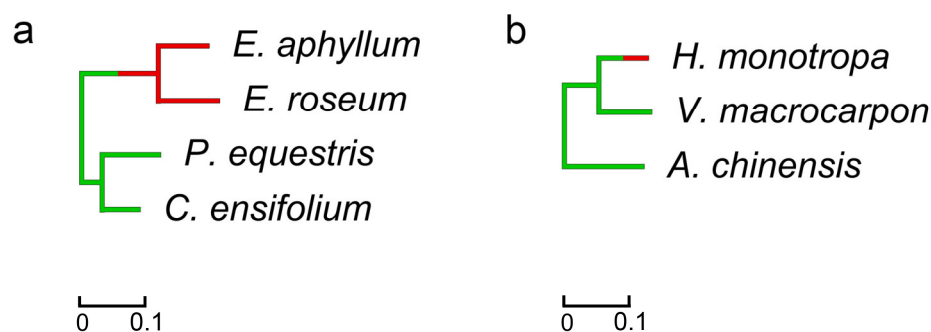 a
E. aphyllum
E. roseum
P. equestris
C. ensifolium
0 0.1
b
H. monotropa
V. macrocarpon
A. chinensis
0 0.1